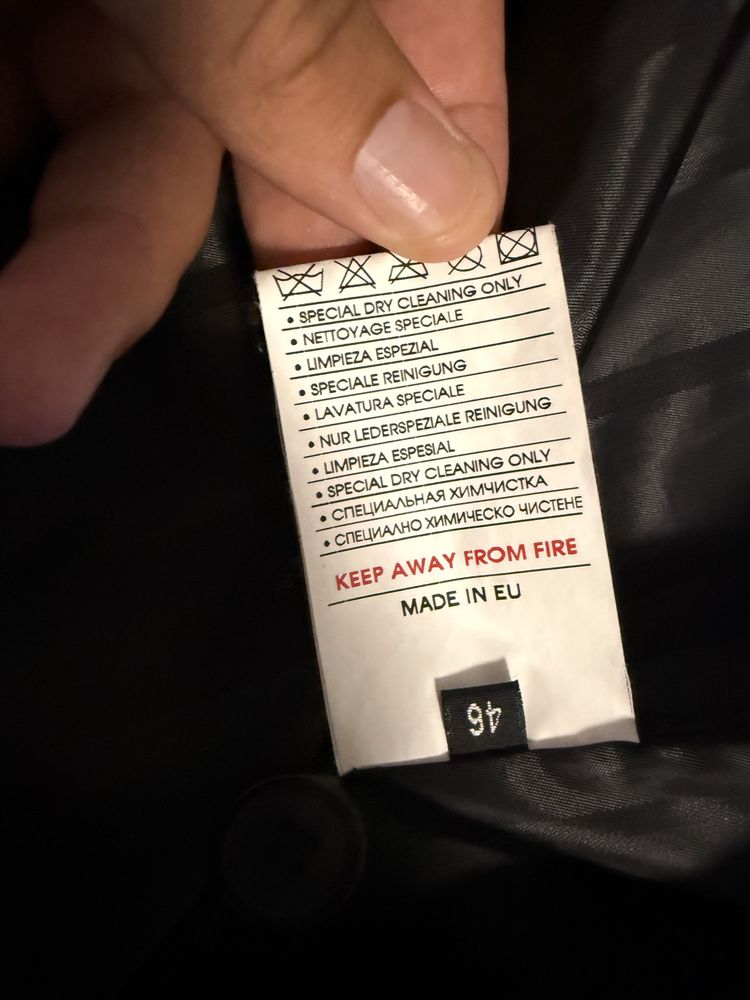 • SPECIAL DRY CLEANING ONLY
• NETTOYAGE SPECIALE
• LIMPIEZA ESPEZIAL
• SPECIALE REINIGUNG
• LAVATURA SPECIALE
• NUR LEDERSPEZIALE REINIGUNG
• LIMPIEZA ESPESIAL
• SPECIAL DRY CLEANING ONLY
• СПЕЦИАЛЬНАЯ ХИМЧИСТКА
• СПЕЦИАЛНО ХИМИЧЕСКО ЧИСТЕНЕ
KEEP AWAY FROM FIRE
MADE IN EU
46